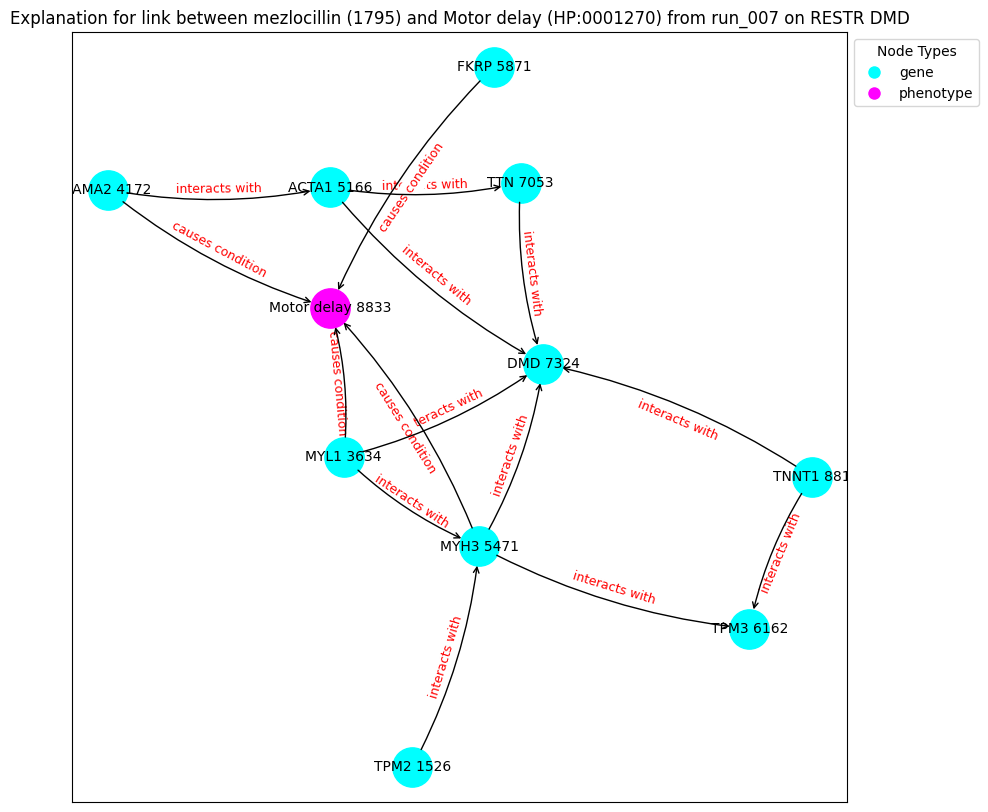 Explanation for link between mezlocillin (1795) and Motor delay (HP:0001270) from run_007 on RESTR DMD
Node Types
gene
phenotype
FKRP 5871
causes condition
AMA2 4172
interacts with
ACTA1 5166
interacts with
TTN 7053
causes condition
interacts with
interacts with
Motor delay 8833
causes condition
DMD 7324
causes condition
teracts with
interacts with
interacts with
MYL1 3634
interacts with
TNNT1 881
MYH3 5471
interacts with
interacts with
TPM3 6162
interacts with
TPM2 1526